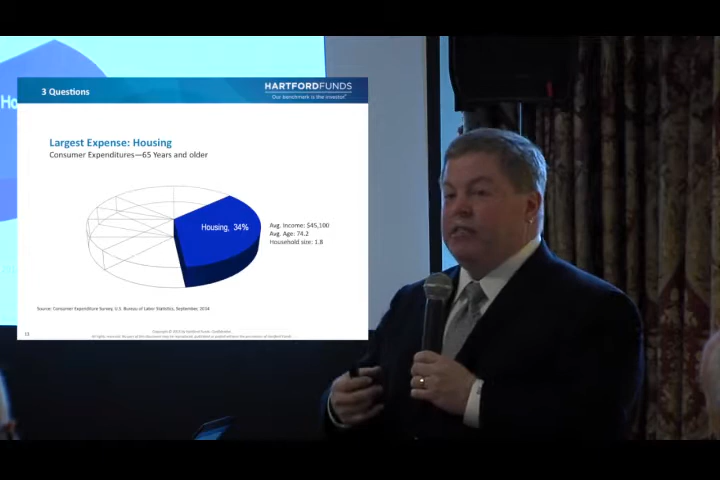 Ho
3 Questions
HARTFORDFUNDS
Our benchmark is the investor.
Largest Expense: Housing
Consumer Expenditures—65 Years and older
Housing, 34%
Avg. Income: $45,100
Avg. Age: 74.2
Household size: 1.8
Source: Consumer Expenditure Survey, U.S. Bureau of Labor Statistics, September, 2014